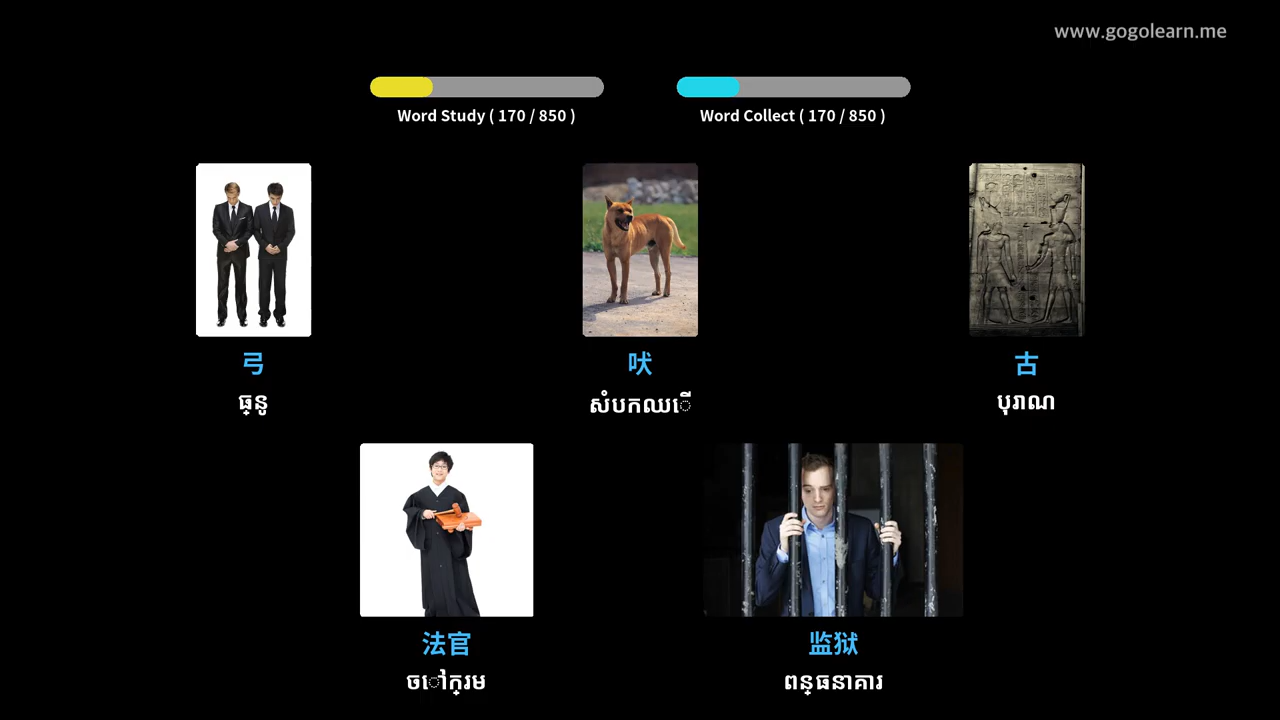 www.gogolearn.me
Word Study ( 170 / 850 )
Word Collect ( 170 / 850 )
弓
吠
古
ធ្នូ
សំបកឈើ
បុរាណ
法官
监狱
ចៅក្រម
ពន្ធនាគារ